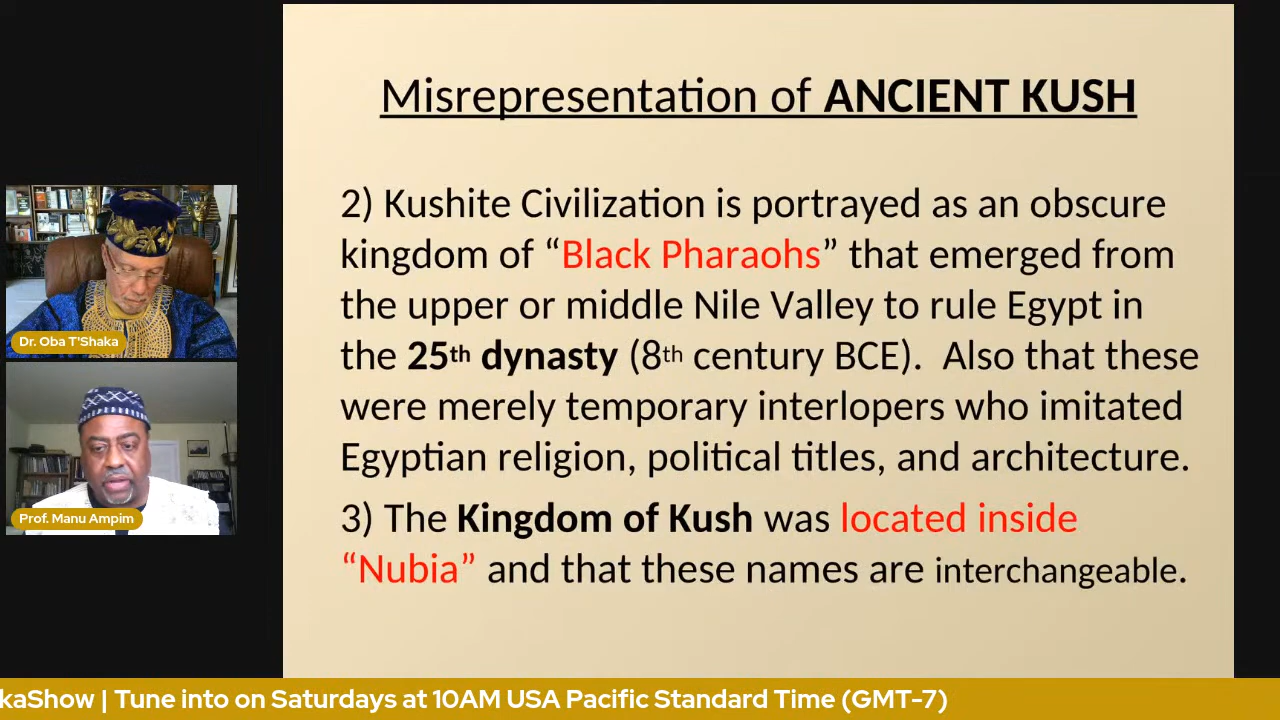 Misrepresentation of ANCIENT KUSH
2) Kushite Civilization is portrayed as an obscure
kingdom of “Black Pharaohs” that emerged from
the upper or middle Nile Valley to rule Egypt in
the 25th dynasty (8th century BCE).  Also that these
were merely temporary interlopers who imitated
Egyptian religion, political titles, and architecture.
3) The Kingdom of Kush was located inside
“Nubia” and that these names are interchangeable.
Dr. Oba T'Shaka
Prof. Manu Ampim
kaShow | Tune into on Saturdays at 10AM USA Pacific Standard Time (GMT-7)